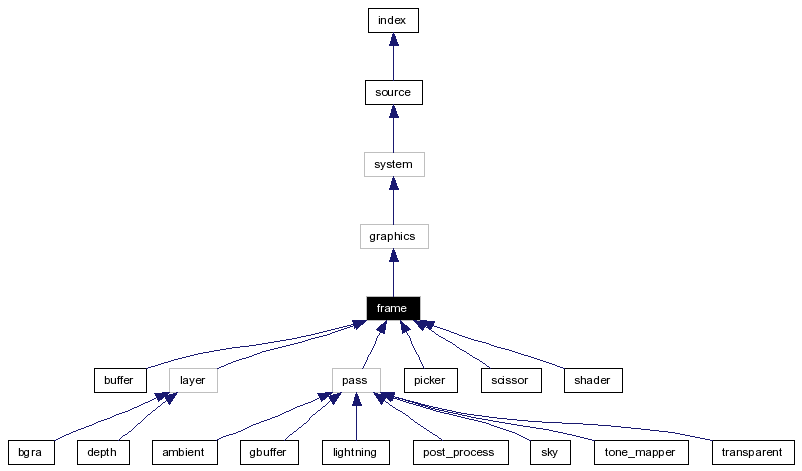 index
source
system
graphics
frame
buffer
layer
pass
picker
scissor
shader
bgra
depth
ambient
gbuffer
lightning
post_process
sky
tone_mapper
transparent